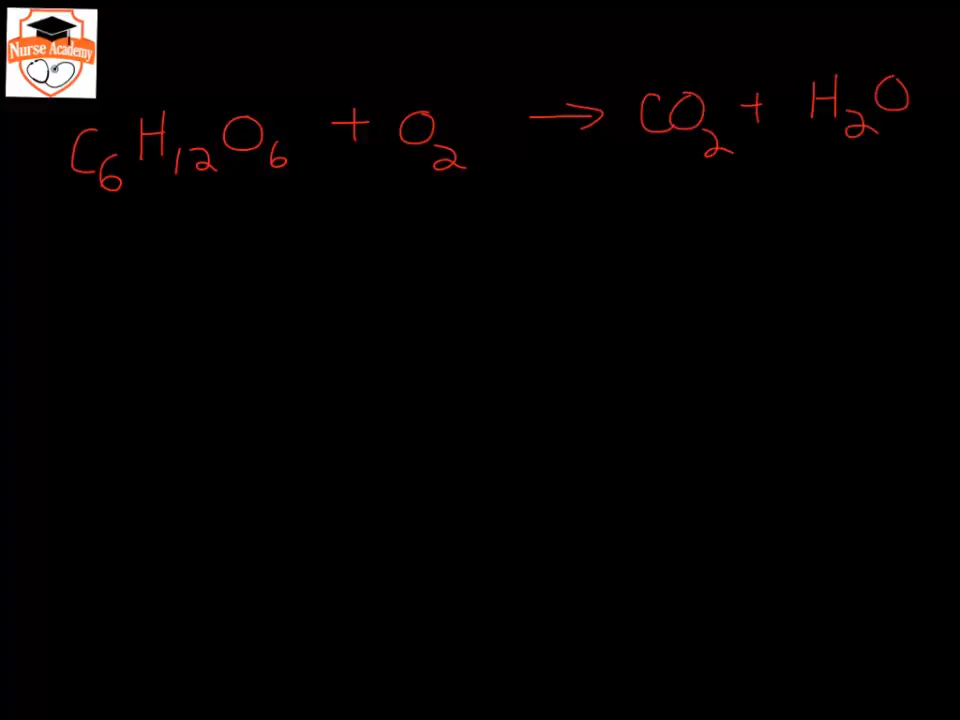 Nurse Academy
C₆H₁₂O₆ + O₂ → CO₂ + H₂O